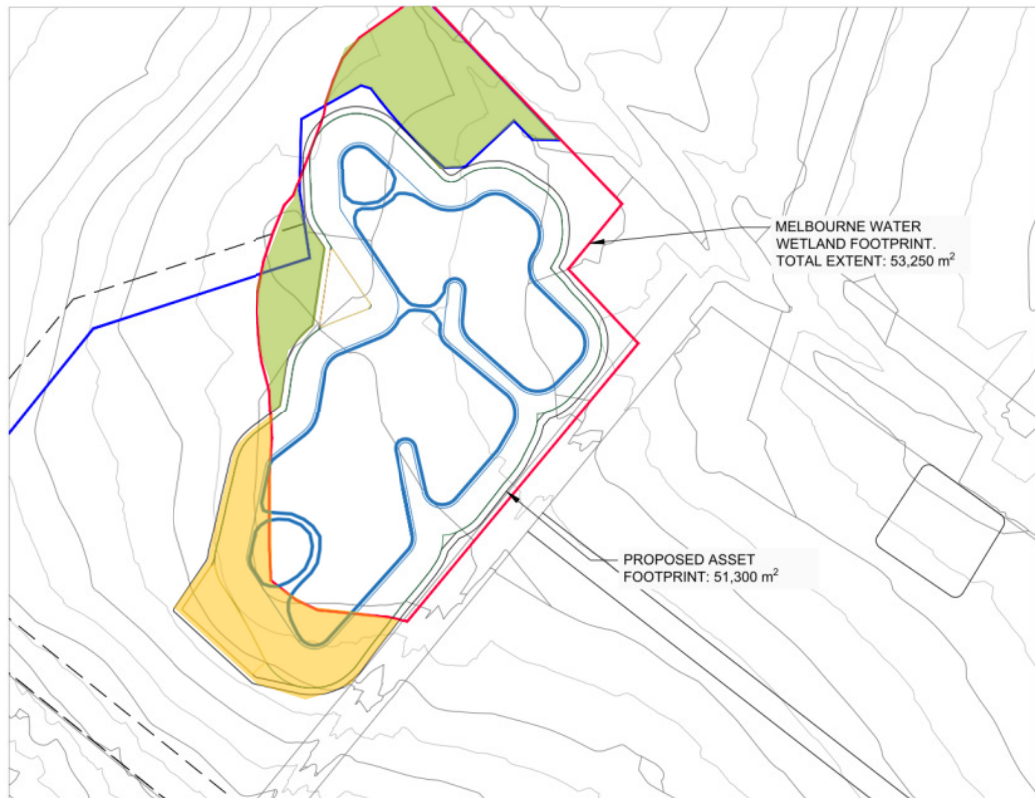 MELBOURNE WATER
WETLAND FOOTPRINT.
TOTAL EXTENT: 53,250 m²
PROPOSED ASSET
FOOTPRINT: 51,300 m²